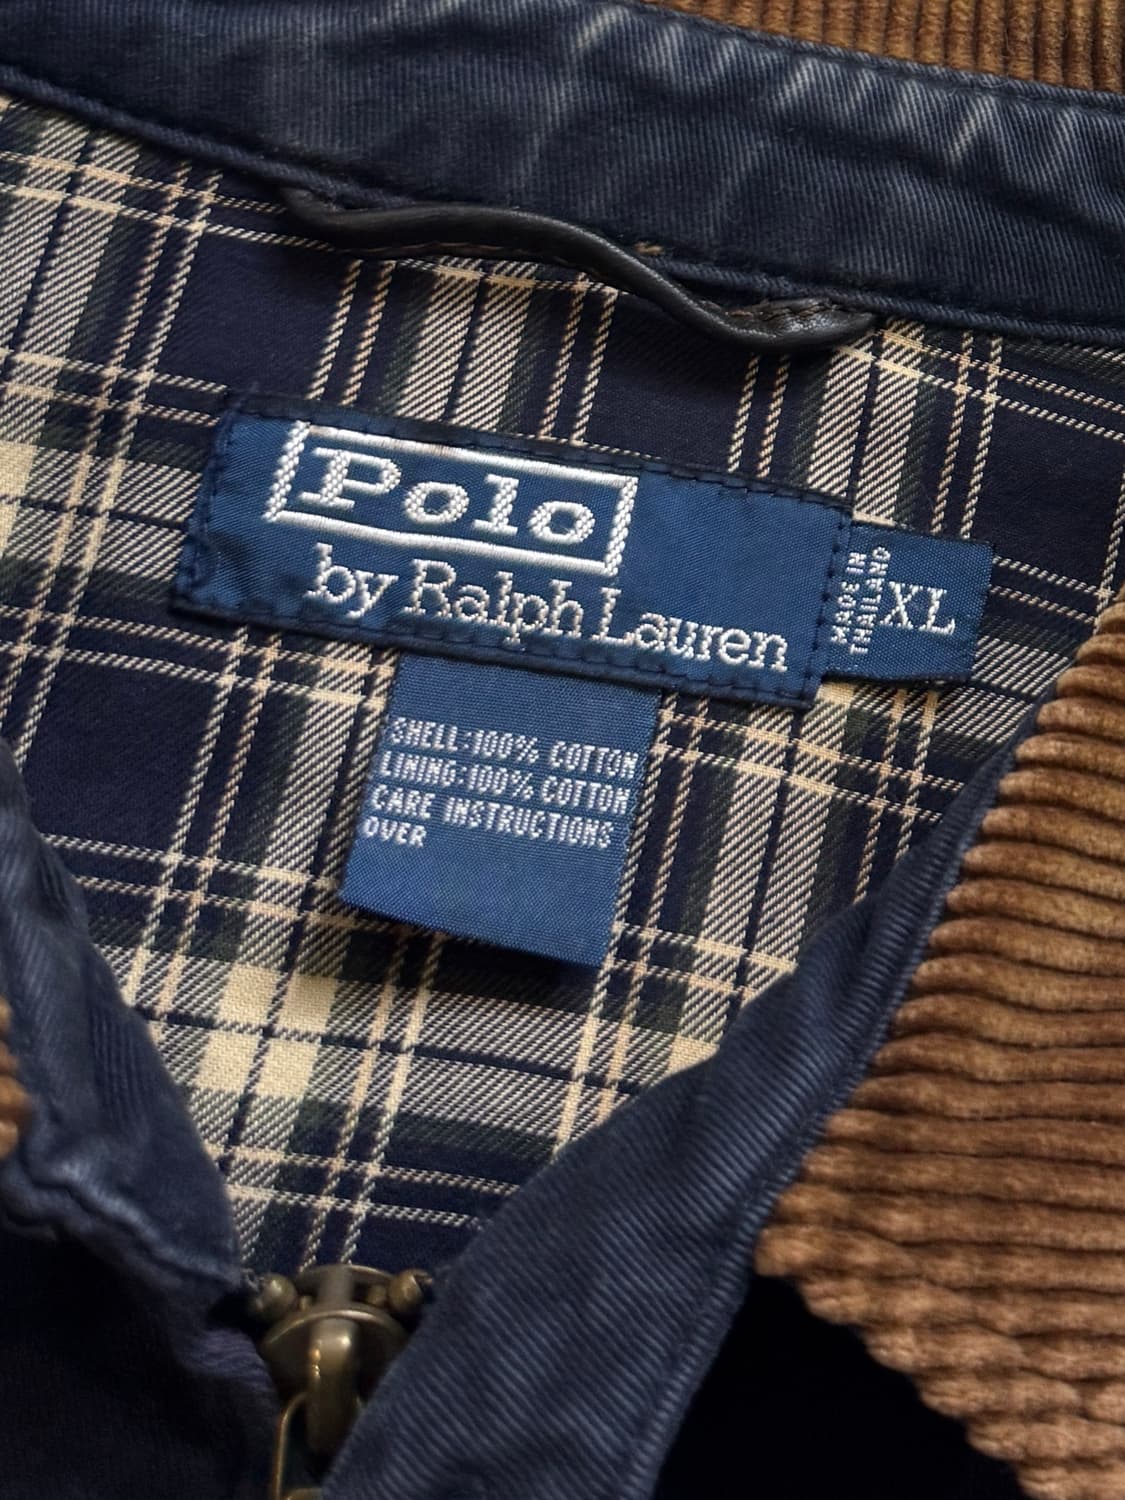 Polo
by Ralph Lauren
MADE IN
THAILAND
XL
SHELL:100% COTTON
LINING:100% COTTON
CARE INSTRUCTIONS
OVER